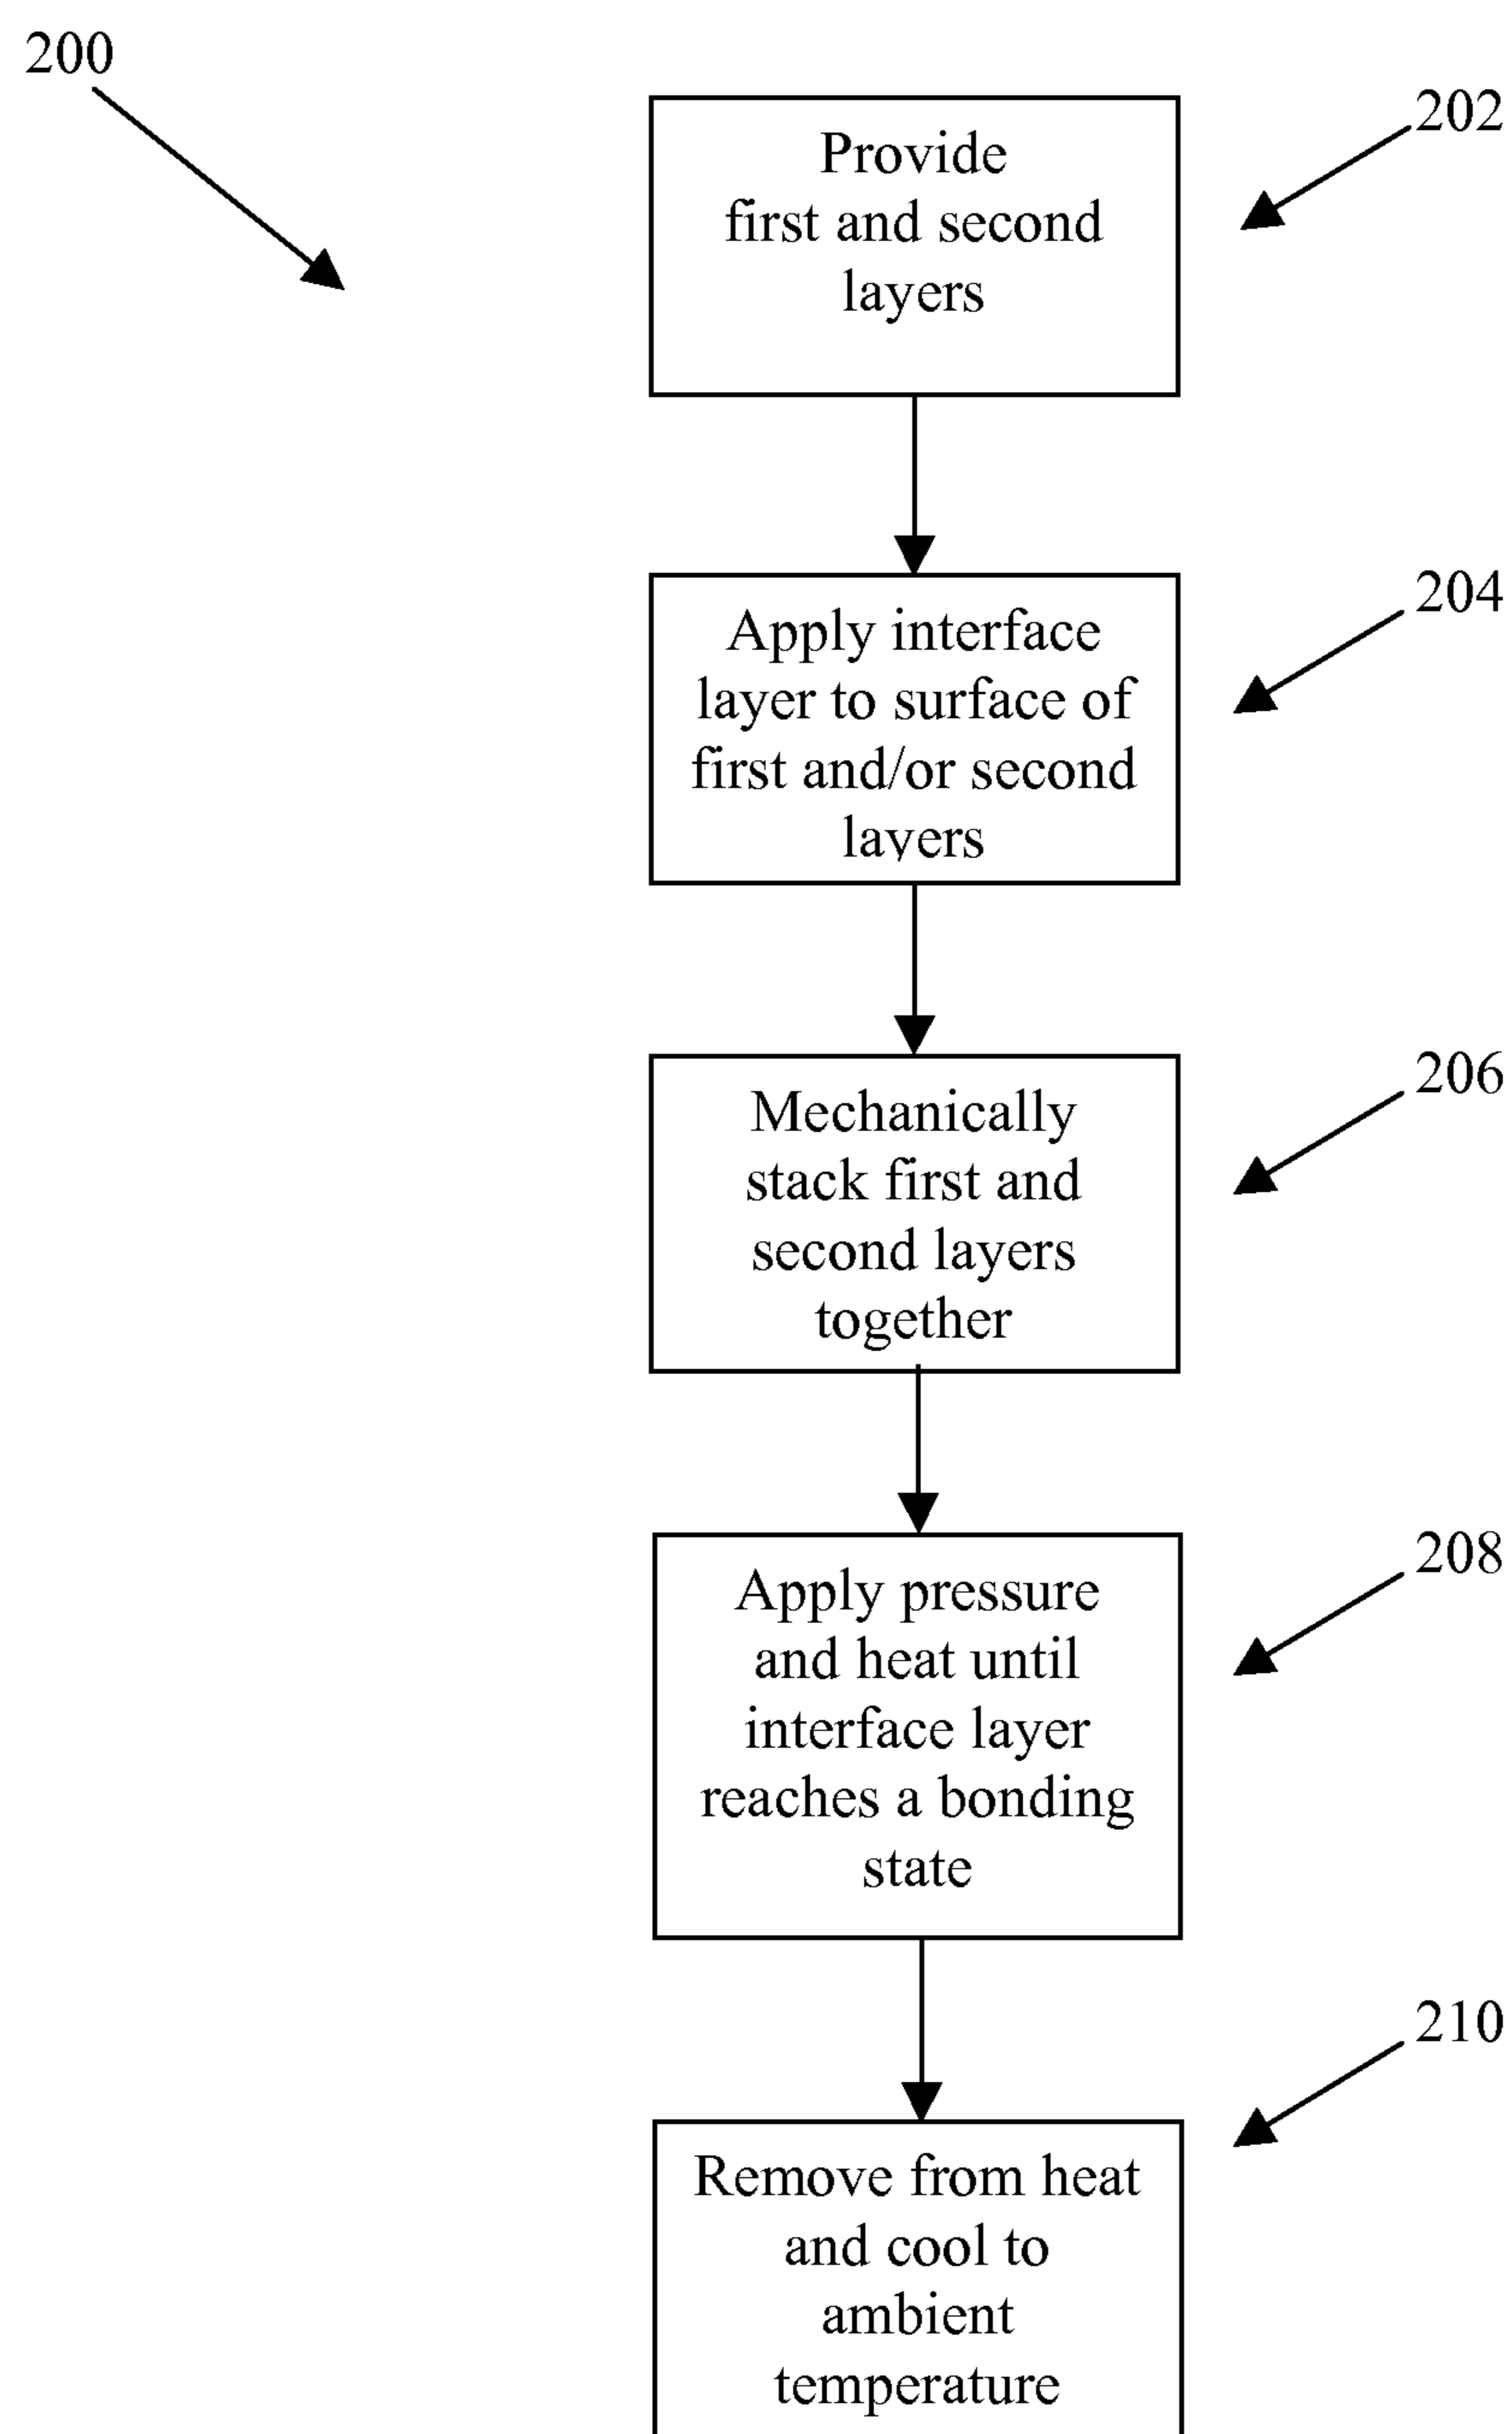 200
202
Provide
first and second
layers
204
Apply interface
layer to surface of
first and/or second
layers
206
Mechanically
stack first and
second layers
together
208
Apply pressure
and heat until
interface layer
reaches a bonding
state
210
Remove from heat
and cool to
ambient
temperature